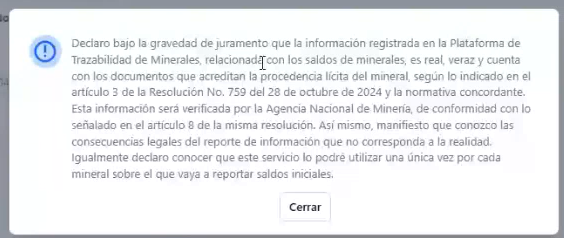 Declaro bajo la gravedad de juramento que la información registrada en la Plataforma de
Trazabilidad de Minerales, relacionada con los saldos de minerales, es real, veraz y cuenta
con los documentos que acreditan la procedencia lícita del mineral, según lo indicado en el
artículo 3 de la Resolución No. 759 del 28 de octubre de 2024 y la normativa concordante.
Esta información será verificada por la Agencia Nacional de Minería, de conformidad con lo
señalado en el artículo 8 de la misma resolución. Así mismo, manifiesto que conozco las
consecuencias legales del reporte de información que no corresponda a la realidad.
Igualmente declaro conocer que este servicio lo podré utilizar una única vez por cada
mineral sobre el que vaya a reportar saldos iniciales.
Cerrar